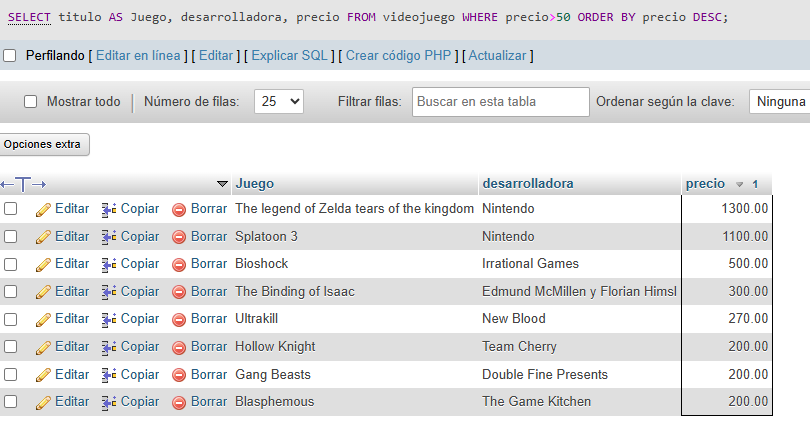 SELECT titulo AS Juego, desarrolladora, precio FROM videojuego WHERE precio>50 ORDER BY precio DESC;
Perfilando [ Editar en línea ] [ Editar ] [ Explicar SQL ] [ Crear código PHP ] [ Actualizar ]
Mostrar todo Número de filas: 25 Filtrar filas: Buscar en esta tabla Ordenar según la clave: Ninguna
Opciones extra
Juego desarrolladora precio 1
Editar Copiar Borrar The legend of Zelda tears of the kingdom Nintendo 1300.00
Editar Copiar Borrar Splatoon 3 Nintendo 1100.00
Editar Copiar Borrar Bioshock Irrational Games 500.00
Editar Copiar Borrar The Binding of Isaac Edmund McMillen y Florian Himsl 300.00
Editar Copiar Borrar Ultrakill New Blood 270.00
Editar Copiar Borrar Hollow Knight Team Cherry 200.00
Editar Copiar Borrar Gang Beasts Double Fine Presents 200.00
Editar Copiar Borrar Blasphemous The Game Kitchen 200.00